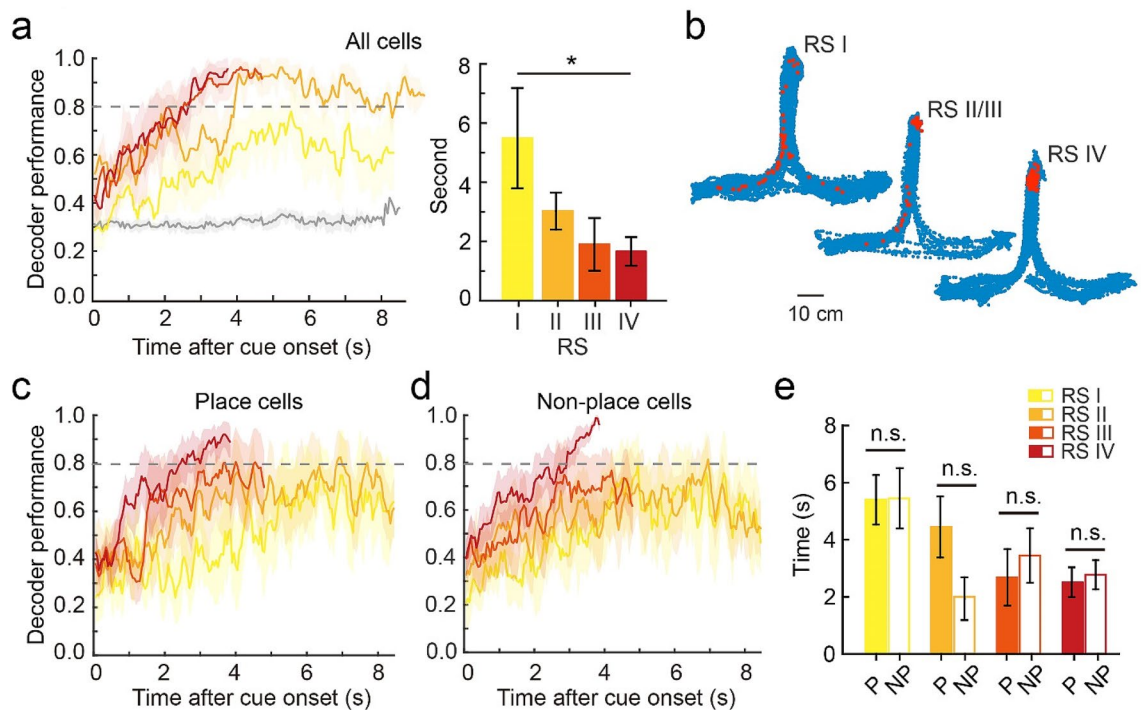 a
All cells
Decoder performance
1.0
0.8
0.6
0.4
0.2
0.0
0 2 4 6 8
Time after cue onset (s)
*
Second
8
6
4
2
0
I II III IV
RS
b
RS I
RS II/III
RS IV
10 cm
c
Place cells
Decoder performance
1.0
0.8
0.6
0.4
0.2
0.0
0 2 4 6 8
Time after cue onset (s)
d
Non-place cells
1.0
0.8
0.6
0.4
0.2
0.0
0 2 4 6 8
Time after cue onset (s)
e
RS I
RS II
RS III
RS IV
n.s.
n.s.
n.s.
n.s.
Time (s)
8
6
4
2
0
P NP P NP P NP P NP